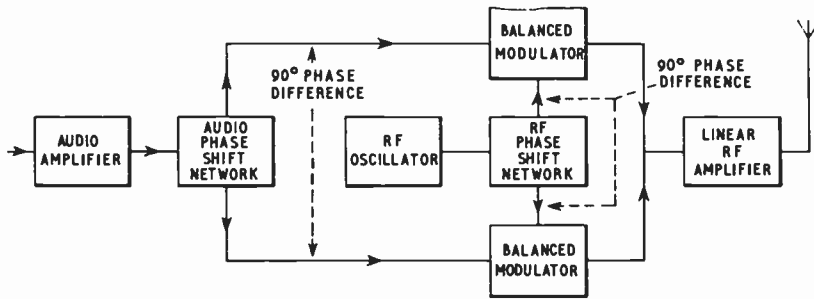 BALANCED
MODULATOR
90° PHASE
DIFFERENCE
90° PHASE
DIFFERENCE
AUDIO
AMPLIFIER
AUDIO
PHASE
SHIFT
NETWORK
RF
OSCILLATOR
RF
PHASE
SHIFT
NETWORK
LINEAR
RF
AMPLIFIER
BALANCED
MODULATOR